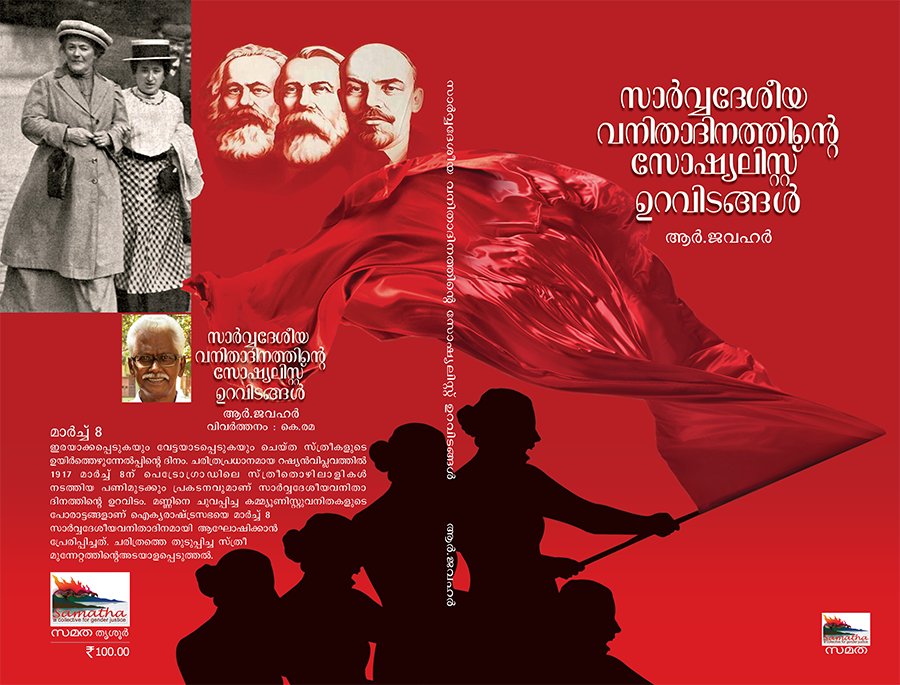 സാർവ്വദേശീയ
വനിതാദിനത്തിന്റെ
സോഷ്യലിസ്റ്റ്
ഉറവിടങ്ങൾ
ആർ.ജവഹർ
സാർവ്വദേശീയ വനിതാദിനത്തിന്റെ സോഷ്യലിസ്റ്റ് ഉറവിടങ്ങൾ
ആർ.ജവഹർ
സാർവ്വദേശീയ
വനിതാദിനത്തിന്റെ
സോഷ്യലിസ്റ്റ്
ഉറവിടങ്ങൾ
ആർ.ജവഹർ
വിവർത്തനം : കെ.രമ
മാർച്ച് 8
ഇരയാക്കപ്പെടുകയും വേട്ടയാടപ്പെടുകയും ചെയ്ത സ്ത്രീകളുടെ
ഉയിർത്തെഴുന്നേൽപ്പിന്റെ ദിനം. ചരിത്രപ്രധാനമായ റഷ്യൻവിപ്ലവത്തിൽ
1917 മാർച്ച് 8ന് പെട്രോഗ്രാഡിലെ സ്ത്രീതൊഴിലാളികൾ
നടത്തിയ പണിമുടക്കും പ്രകടനവുമാണ് സാർവ്വദേശീയവനിതാ
ദിനത്തിന്റെ ഉറവിടം. മണ്ണിനെ ചുവപ്പിച്ച കമ്മ്യൂണിസ്റ്റുവനിതകളുടെ
പോരാട്ടങ്ങളാണ് ഐക്യരാഷ്ട്രസഭയെ മാർച്ച് 8
സാർവ്വദേശീയവനിതാദിനമായി ആഘോഷിക്കാൻ
പ്രേരിപ്പിച്ചത്. ചരിത്രത്തെ തുടുപ്പിച്ച സ്ത്രീ
മുന്നേറ്റത്തിന്റെഅടയാളപ്പെടുത്തൽ.
Samatha
a collective for gender justice
സമത തൃശൂർ
₹100.00
Samatha
a collective for gender justice
സമത